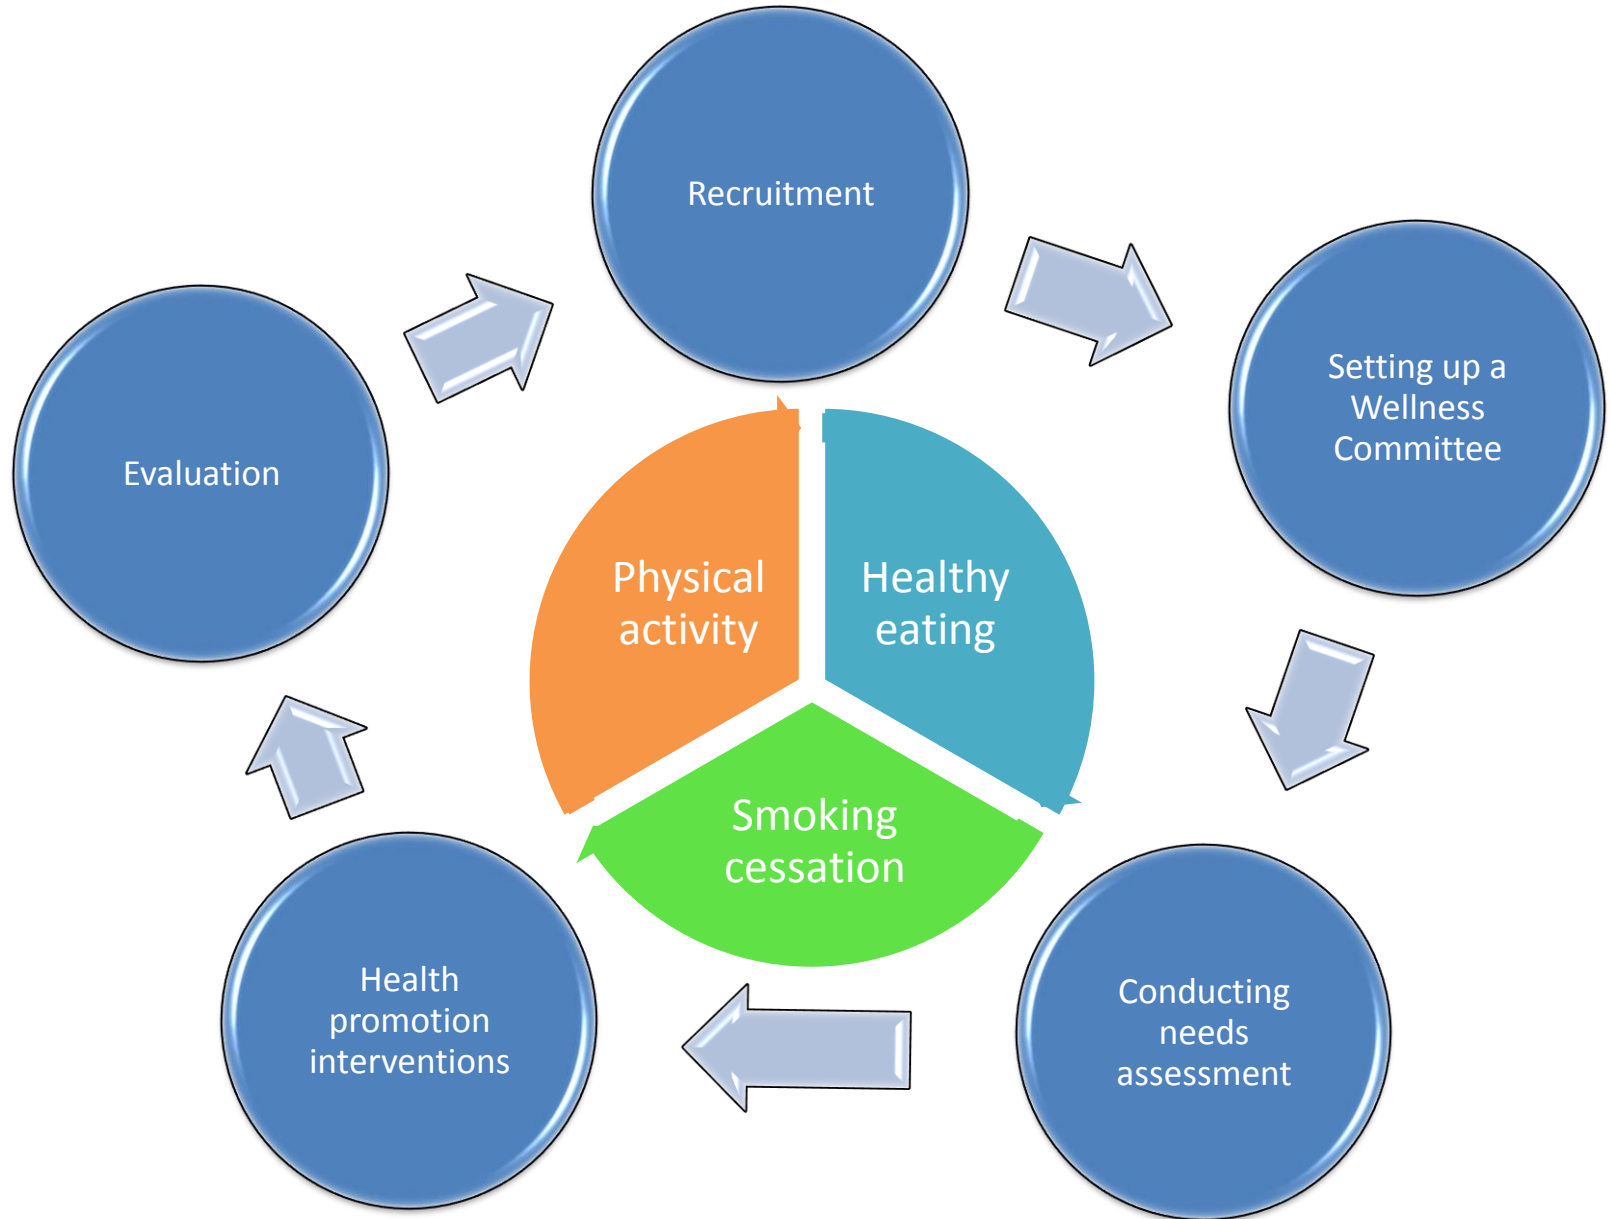 Recruitment
Setting up a
Wellness
Committee
Evaluation
Physical
activity
Healthy
eating
Smoking
cessation
Health
promotion
interventions
Conducting
needs
assessment